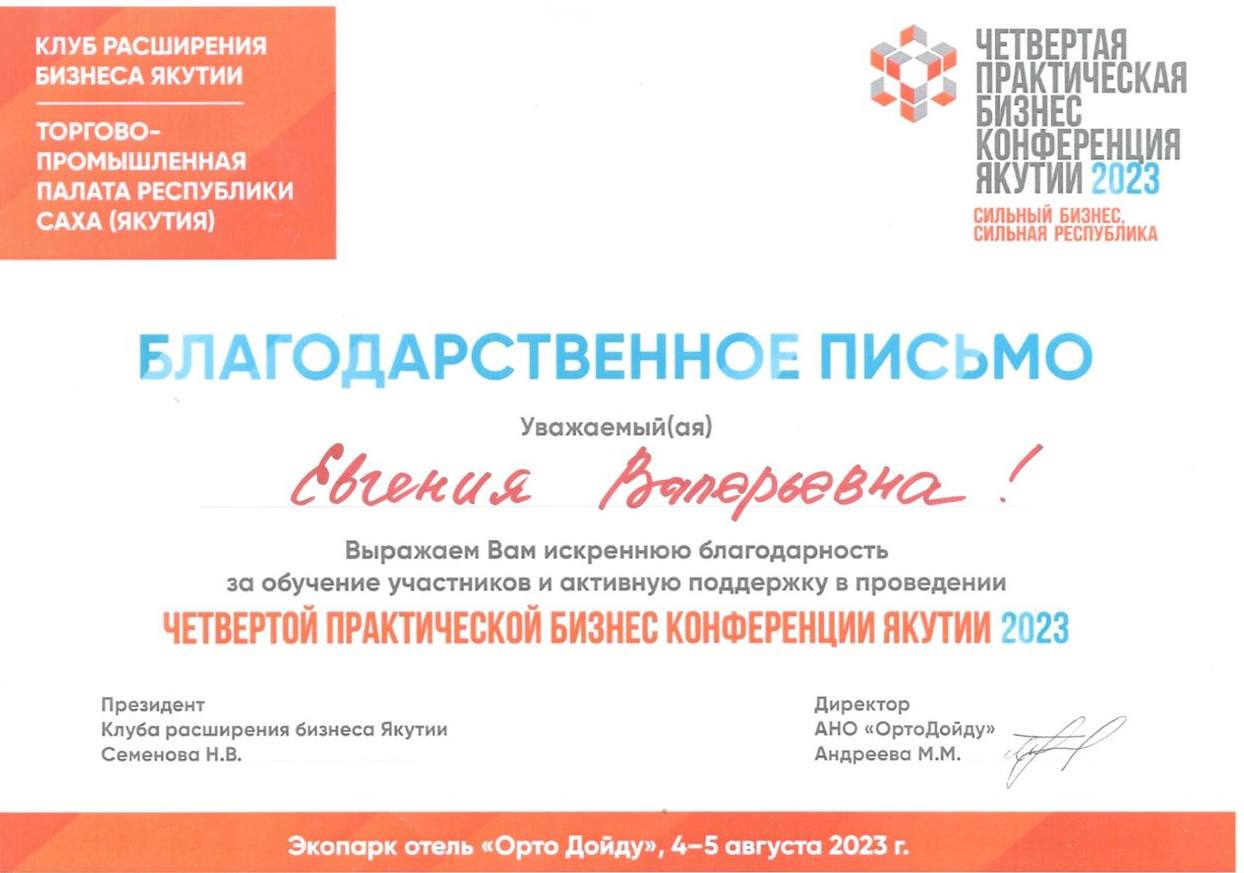 КЛУБ РАСШИРЕНИЯ
БИЗНЕСА ЯКУТИИ
ТОРГОВО-
ПРОМЫШЛЕННАЯ
ПАЛАТА РЕСПУБЛИКИ
САХА (ЯКУТИЯ)
ЧЕТВЕРТАЯ
ПРАКТИЧЕСКАЯ
БИЗНЕС
КОНФЕРЕНЦИЯ
ЯКУТИИ 2023
СИЛЬНЫЙ БИЗНЕС,
СИЛЬНАЯ РЕСПУБЛИКА
БЛАГОДАРСТВЕННОЕ ПИСЬМО
Уважаемый(ая)
Евгения Валерьевна!
Выражаем Вам искреннюю благодарность
за обучение участников и активную поддержку в проведении
ЧЕТВЕРТОЙ ПРАКТИЧЕСКОЙ БИЗНЕС КОНФЕРЕНЦИИ ЯКУТИИ 2023
Президент
Клуба расширения бизнеса Якутии
Семенова Н.В.
Директор
АНО «ОртоДойду»
Андреева М.М.
Экопарк отель «Орто Дойду», 4–5 августа 2023 г.